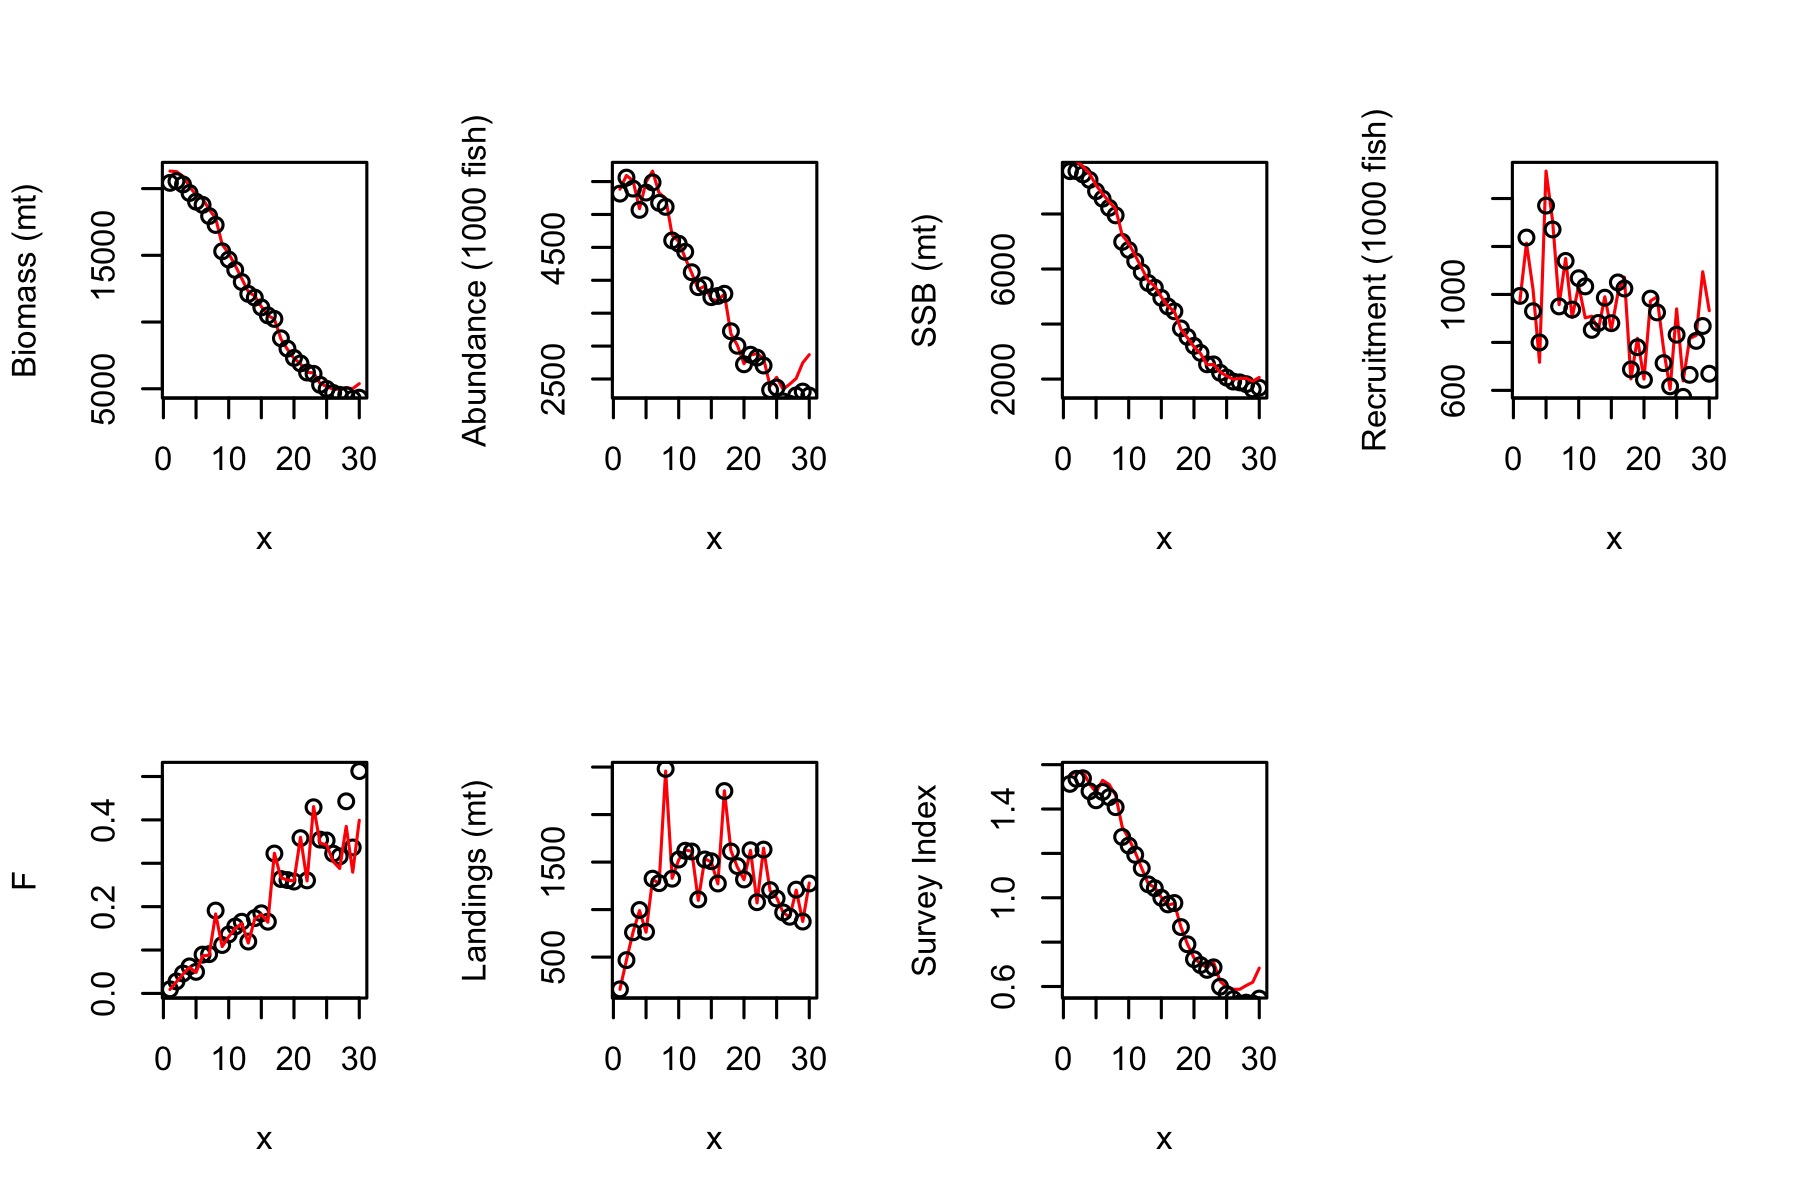 Biomass (mt)
5000 15000
0 10 20 30
x
Abundance (1000 fish)
2500 4500
0 10 20 30
x
SSB (mt)
2000 6000
0 10 20 30
x
Recruitment (1000 fish)
600 1000
0 10 20 30
x
F
0.0 0.2 0.4
0 10 20 30
x
Landings (mt)
500 1500
0 10 20 30
x
Survey Index
0.6 1.0 1.4
0 10 20 30
x